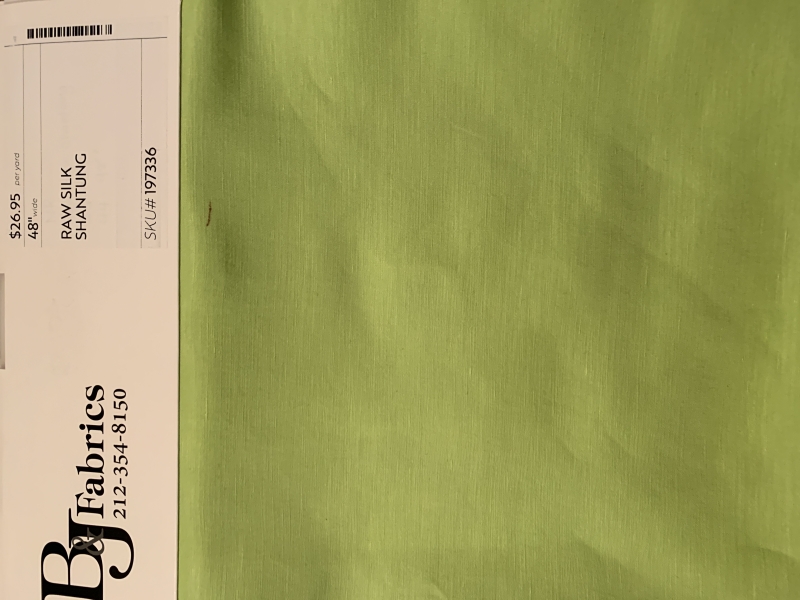 $26.95 per yard
48" wide
RAW SILK
SHANTUNG
SKU# 197336
B&J Fabrics
212-354-8150